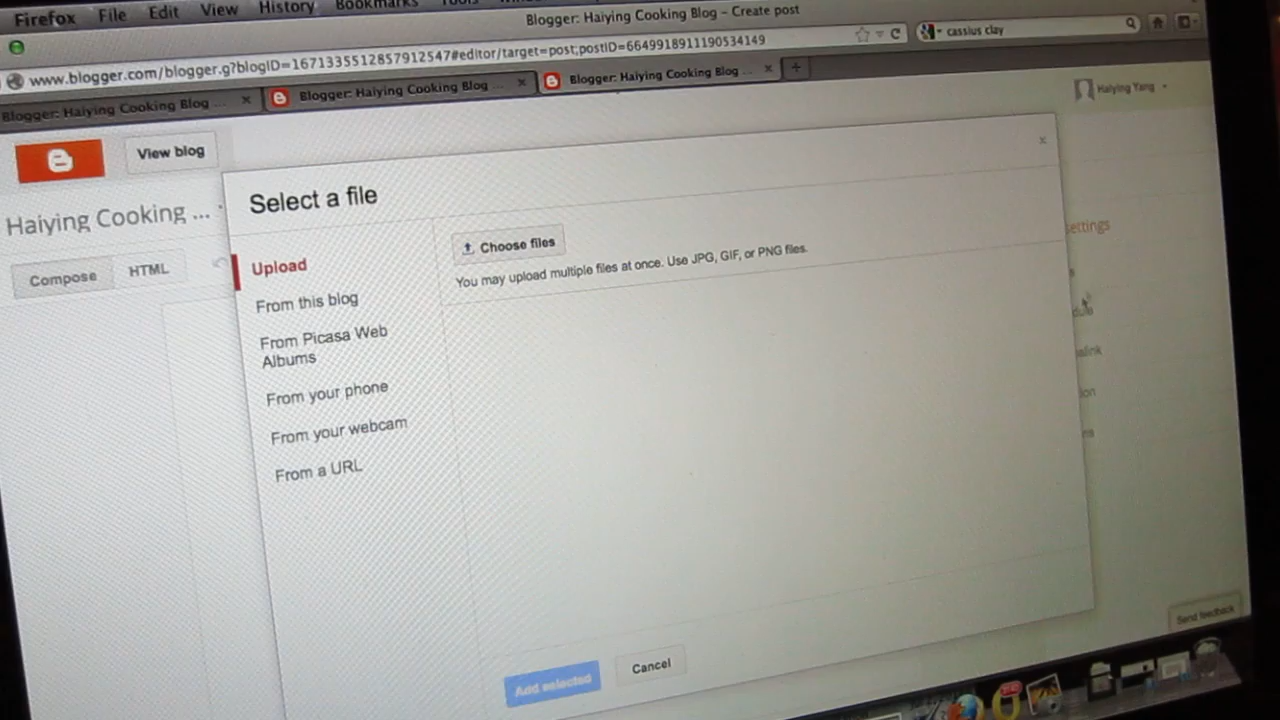 Firefox File Edit View History Bookmarks Tools
Blogger: Haiying Cooking Blog – Create post
www.blogger.com/blogger.g?blogID=1671335512857912547#editor/target=post;postID=6649918911190534149
cassius clay
Blogger: Haiying Cooking Blog ...
Blogger: Haiying Cooking Blog ...
Blogger: Haiying Cooking Blog ...
Haiying Yang
View blog
Haiying Cooking ...
Compose
HTML
Select a file
Upload
From this blog
From Picasa Web
Albums
From your phone
From your webcam
From a URL
Choose files
You may upload multiple files at once. Use JPG, GIF, or PNG files.
ettings
alink
Add selected
Cancel
Send feedback